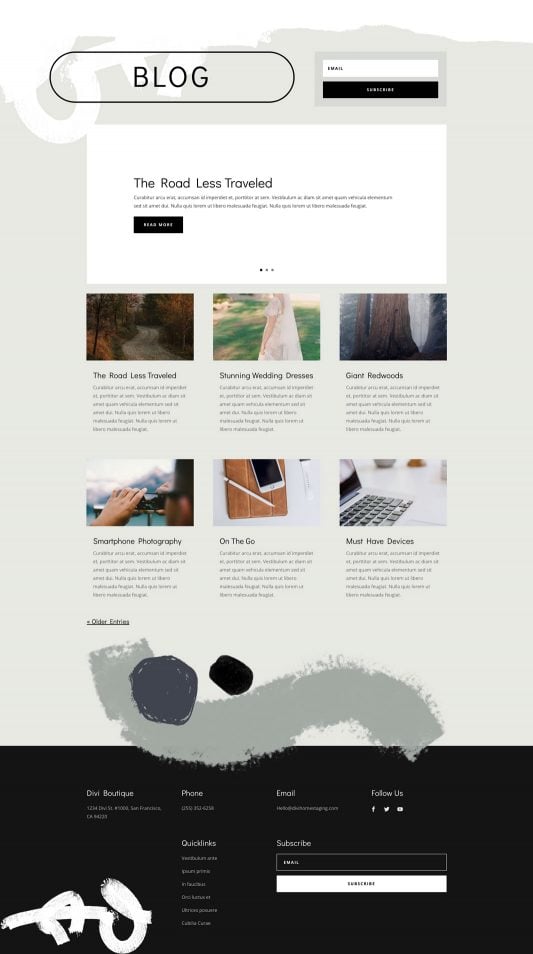 BLOG
EMAIL
SUBSCRIBE
The Road Less Traveled
Curabitur arcu erat, accumsan id imperdiet et, porttitor at sem. Vestibulum ac diam sit amet quam vehicula elementum
sed sit amet dui. Nulla quis lorem ut libero malesuada feugiat. Nulla quis lorem ut libero malesuada feugiat.
READ MORE
The Road Less Traveled
Curabitur arcu erat, accumsan id imperdiet
et, porttitor at sem. Vestibulum ac diam sit
amet quam vehicula elementum sed sit
amet dui. Nulla quis lorem ut libero
malesuada feugiat. Nulla quis lorem ut
libero malesuada feugiat.
Stunning Wedding Dresses
Curabitur arcu erat, accumsan id imperdiet
et, porttitor at sem. Vestibulum ac diam sit
amet quam vehicula elementum sed sit
amet dui. Nulla quis lorem ut libero
malesuada feugiat. Nulla quis lorem ut
libero malesuada feugiat.
Giant Redwoods
Curabitur arcu erat, accumsan id imperdiet
et, porttitor at sem. Vestibulum ac diam sit
amet quam vehicula elementum sed sit
amet dui. Nulla quis lorem ut libero
malesuada feugiat. Nulla quis lorem ut
libero malesuada feugiat.
Smartphone Photography
Curabitur arcu erat, accumsan id imperdiet
et, porttitor at sem. Vestibulum ac diam sit
amet quam vehicula elementum sed sit
amet dui. Nulla quis lorem ut libero
malesuada feugiat. Nulla quis lorem ut
libero malesuada feugiat.
On The Go
Curabitur arcu erat, accumsan id imperdiet
et, porttitor at sem. Vestibulum ac diam sit
amet quam vehicula elementum sed sit
amet dui. Nulla quis lorem ut libero
malesuada feugiat. Nulla quis lorem ut
libero malesuada feugiat.
Must Have Devices
Curabitur arcu erat, accumsan id imperdiet
et, porttitor at sem. Vestibulum ac diam sit
amet quam vehicula elementum sed sit
amet dui. Nulla quis lorem ut libero
malesuada feugiat. Nulla quis lorem ut
libero malesuada feugiat.
« Older Entries
Divi Boutique
1234 Divi St. #1000, San Francisco,
CA 94220
Phone
(255) 352-6258
Email
Hello@divihomestaging.com
Follow Us
Quicklinks
Vestibulum ante
Ipsum primis
In faucibus
Orci luctus et
Ultrices posuere
Cubilia Curae
Subscribe
EMAIL
SUBSCRIBE